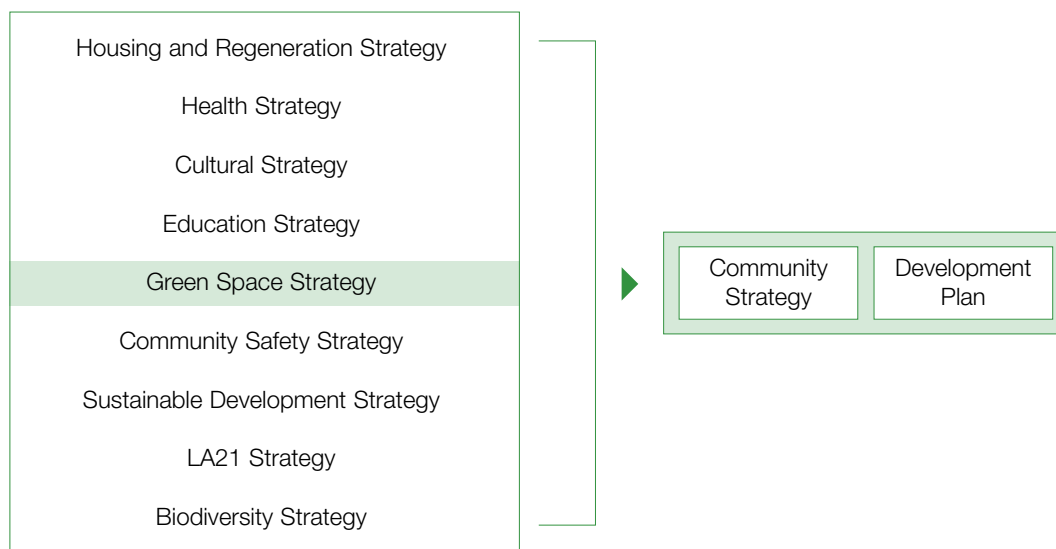 Housing and Regeneration Strategy
Health Strategy
Cultural Strategy
Education Strategy
Green Space Strategy
Community Safety Strategy
Sustainable Development Strategy
LA21 Strategy
Biodiversity Strategy
Community
Strategy
Development
Plan